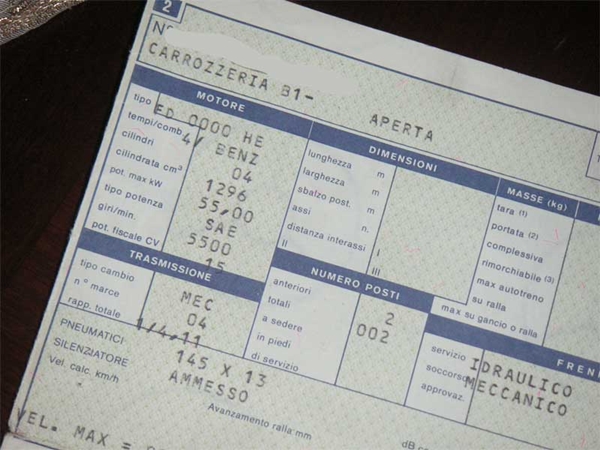 2
N°
CARROZZERIA B1- APERTA
MOTORE
tipo FD 0000 HE
tempi/comb. 4/ BENZ
cilindri 04
cilindrata cm³ 1296
pot. max kW 55,00
tipo potenza SAE
giri/min. 5500
pot. fiscale CV 15
DIMENSIONI
lunghezza m
larghezza m
sbalzo post. m
assi n.
distanza interassi I
II III
MASSE (kg)
tara (1)
portata (2)
complessiva
rimorchiabile (3)
max autotreno
su ralla
max su gancio o ralla
TRASMISSIONE
tipo cambio MEC
n.° marce 04
rapp. totale 1/4,11
NUMERO POSTI
anteriori 2
totali 002
a sedere
in piedi
di servizio
FRENI
servizio IDRAULICO
soccorso MECCANICO
approvaz.
PNEUMATICI 145 X 13
SILENZIATORE AMMESSO
Vel. calc. km/h
Avanzamento ralla mm
VEL. MAX =